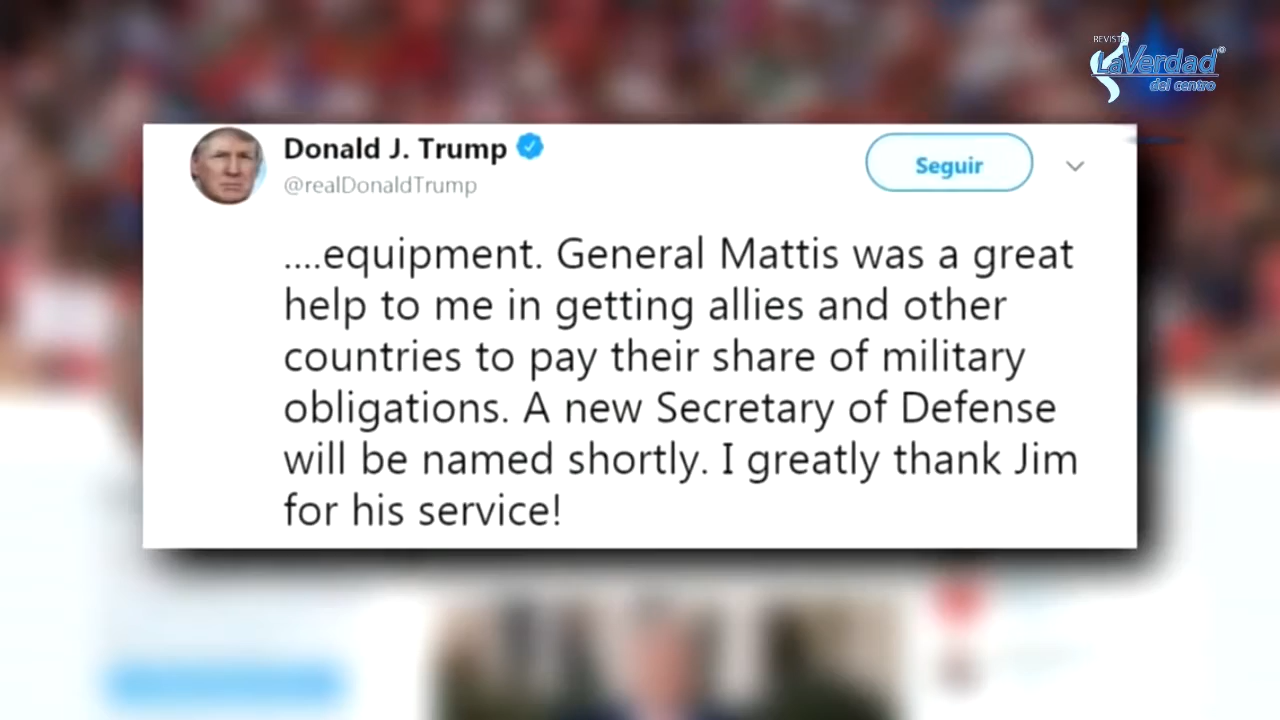 REVISTA
LaVerdad®
del centro
Donald J. Trump
@realDonaldTrump
Seguir
....equipment. General Mattis was a great
help to me in getting allies and other
countries to pay their share of military
obligations. A new Secretary of Defense
will be named shortly. I greatly thank Jim
for his service!